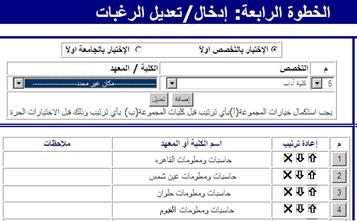 الخطوة الرابعة: إدخال/تعديل الرغبات
الإختيار بالتخصص اولاً الإختيار بالجامعة اولاً
م التخصص الكلية / المعهد
5 كلية آداب ----------مكان غير محدد----------
إضافة تعديل
يجب استكمال خيارات المجموعة(أ)بأي ترتيب قبل كليات المجموعة(ب) بأي ترتيب وذلك قبل الاختيارات الحرة
م إعادة ترتيب اسم الكلية أو المعهد ملاحظات
1 حاسبات ومعلومات القاهره
2 حاسبات ومعلومات عين شمس
3 حاسبات ومعلومات حلوان
4 حاسبات ومعلومات الفيوم